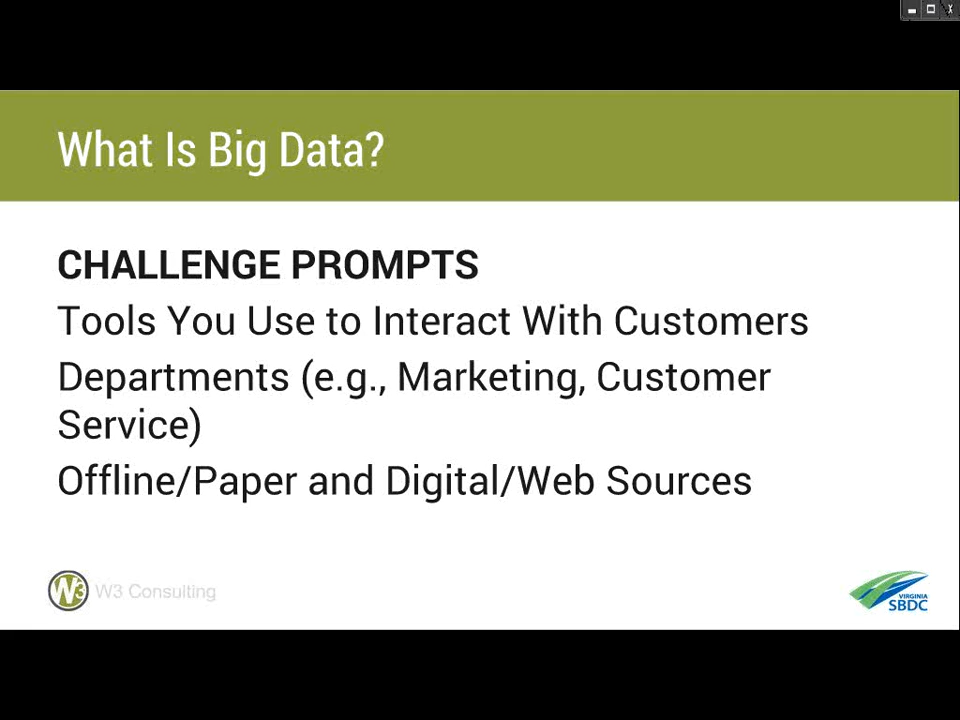 What Is Big Data?
CHALLENGE PROMPTS
Tools You Use to Interact With Customers
Departments (e.g., Marketing, Customer
Service)
Offline/Paper and Digital/Web Sources
W3 W3 Consulting
VIRGINIA
SBDC